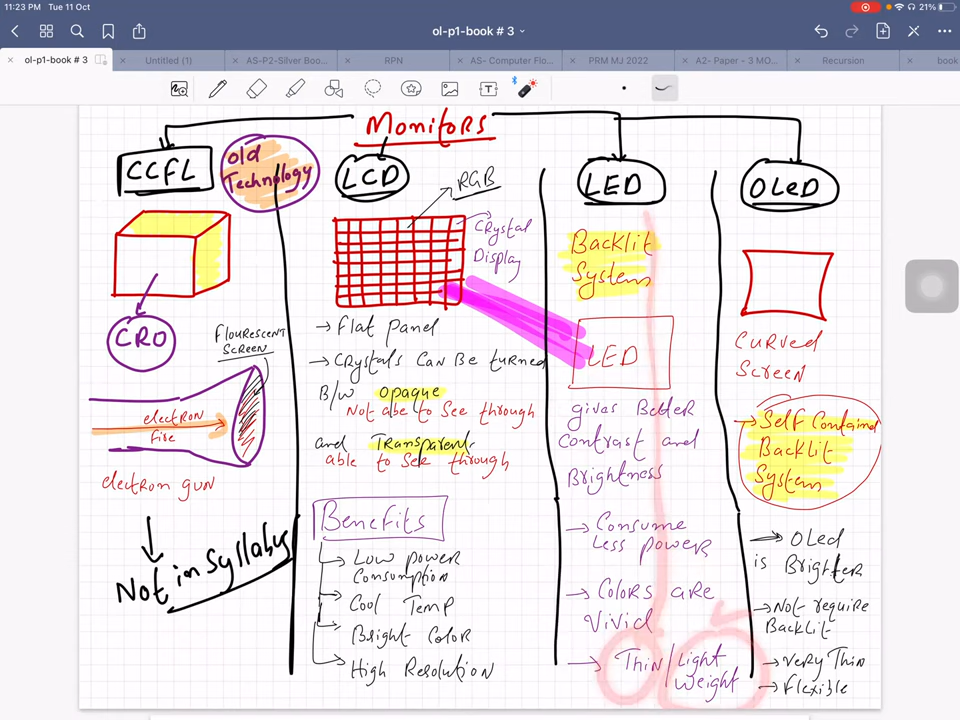 11:23 PM Tue 11 Oct
21%
ol-p1-book # 3
ol-p1-book # 3
Untitled (1)
AS-P2-Silver Boo...
RPN
AS- Computer Flo...
PRM MJ 2022
A2- Paper - 3 MO...
Recursion
book
Monitors
CCFL
old
Technology
CRO
Flourescent
Screen
electron
fire
electron gun
Not in Syllabus
LCD
RGB
Crystal
Display
→ Flat Panel
→ Crystals can be turned
B/W opaque
Not abe to See through
and Transparent
able to See through
Benefits
→ Low power
Consumption
→ Cool Temp
→ Bright Color
→ High Resolution
LED
Backlit
System
LED
gives Better
contrast and
Brightness
→ Consume
less power
→ Colors are
Vivid
→ Thin/Light
weight
OLED
Curved
Screen
→ Self Contained
Backlit
System
→ OLed
is Brighter
→ Not require
Backlit
→ Very Thin
→ Flexible